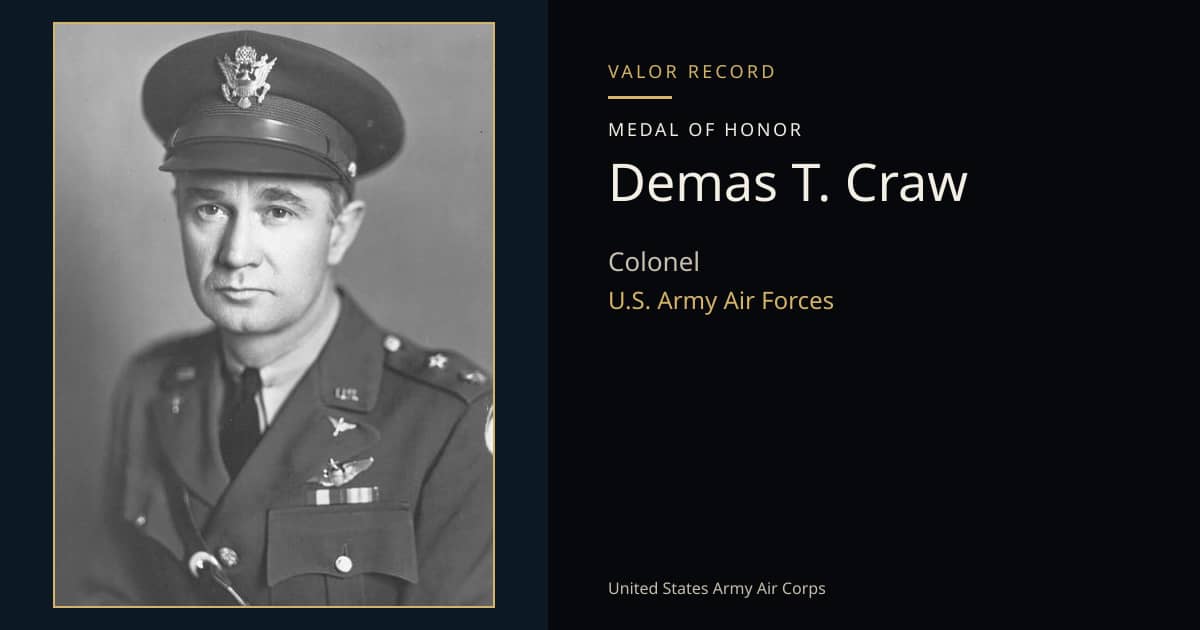 VALOR RECORD
MEDAL OF HONOR
Demas T. Craw
Colonel
U.S. Army Air Forces
United States Army Air Corps